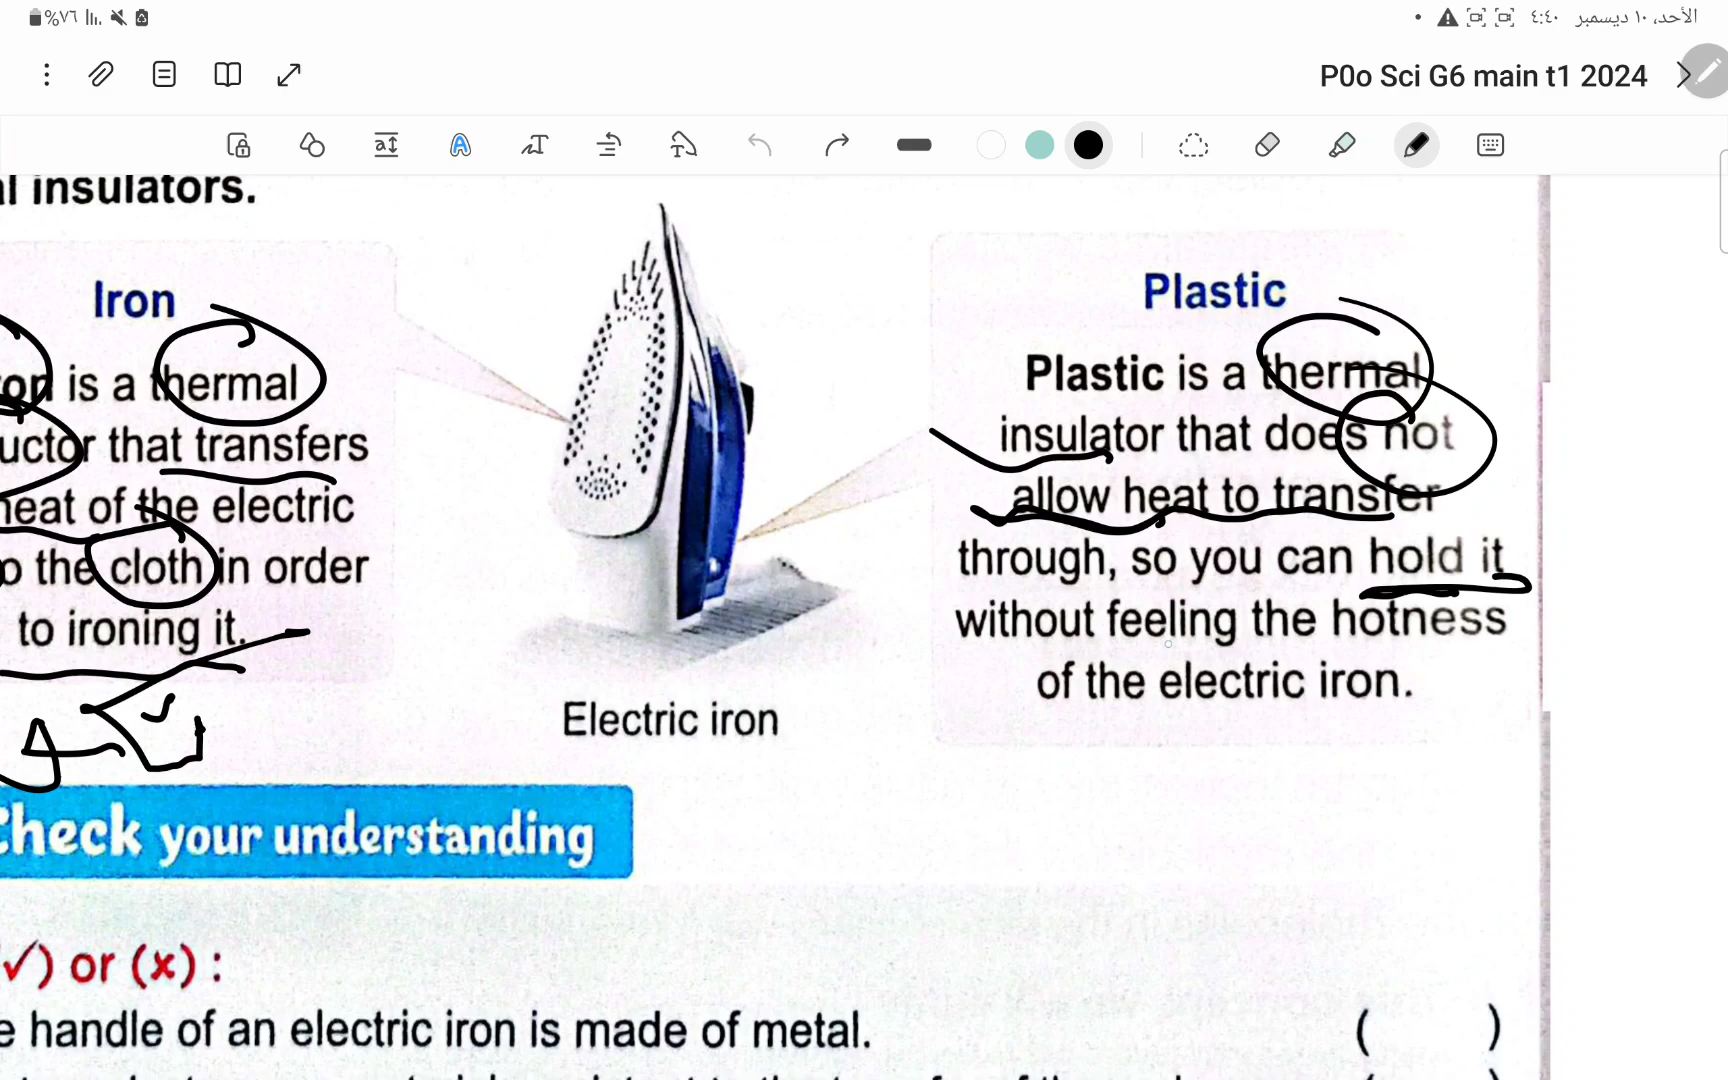 ٪٧٦
الأحد، ١٠ ديسمبر ٤:٤٠
P0o Sci G6 main t1 2024
al insulators.
Iron
on is a thermal
uctor that transfers
heat of the electric
o the cloth in order
to ironing it.
Electric iron
Plastic
Plastic is a thermal
insulator that does not
allow heat to transfer
through, so you can hold it
without feeling the hotness
of the electric iron.
Check your understanding
✓) or (x) :
e handle of an electric iron is made of metal. ( )